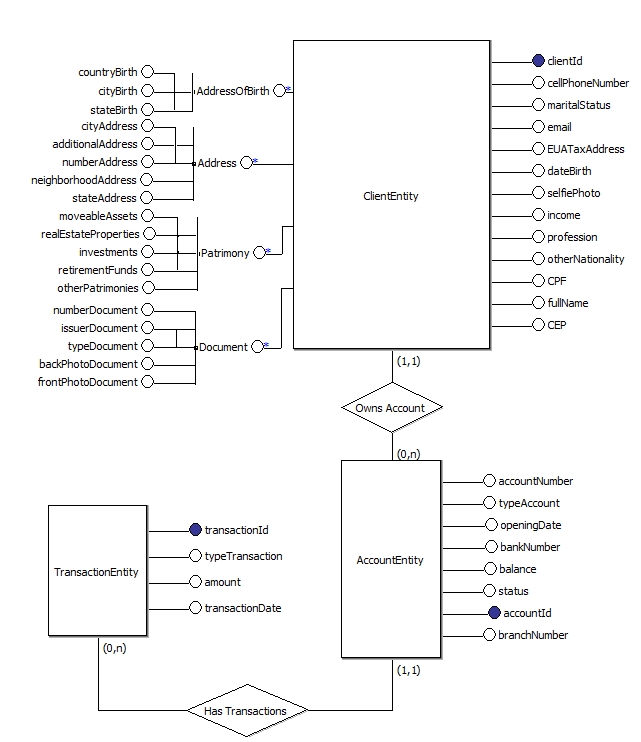 countryBirth
cityBirth
stateBirth
AddressOfBirth
*
cityAddress
additionalAddress
numberAddress
neighborhoodAddress
stateAddress
Address
*
moveableAssets
realEstateProperties
investments
retirementFunds
otherPatrimonies
Patrimony
*
numberDocument
issuerDocument
typeDocument
backPhotoDocument
frontPhotoDocument
Document
*
ClientEntity
clientId
cellPhoneNumber
maritalStatus
email
EUATaxAddress
dateBirth
selfiePhoto
income
profession
otherNationality
CPF
fullName
CEP
(1,1)
Owns Account
(0,n)
AccountEntity
accountNumber
typeAccount
openingDate
bankNumber
balance
status
accountId
branchNumber
(1,1)
TransactionEntity
transactionId
typeTransaction
amount
transactionDate
(0,n)
Has Transactions